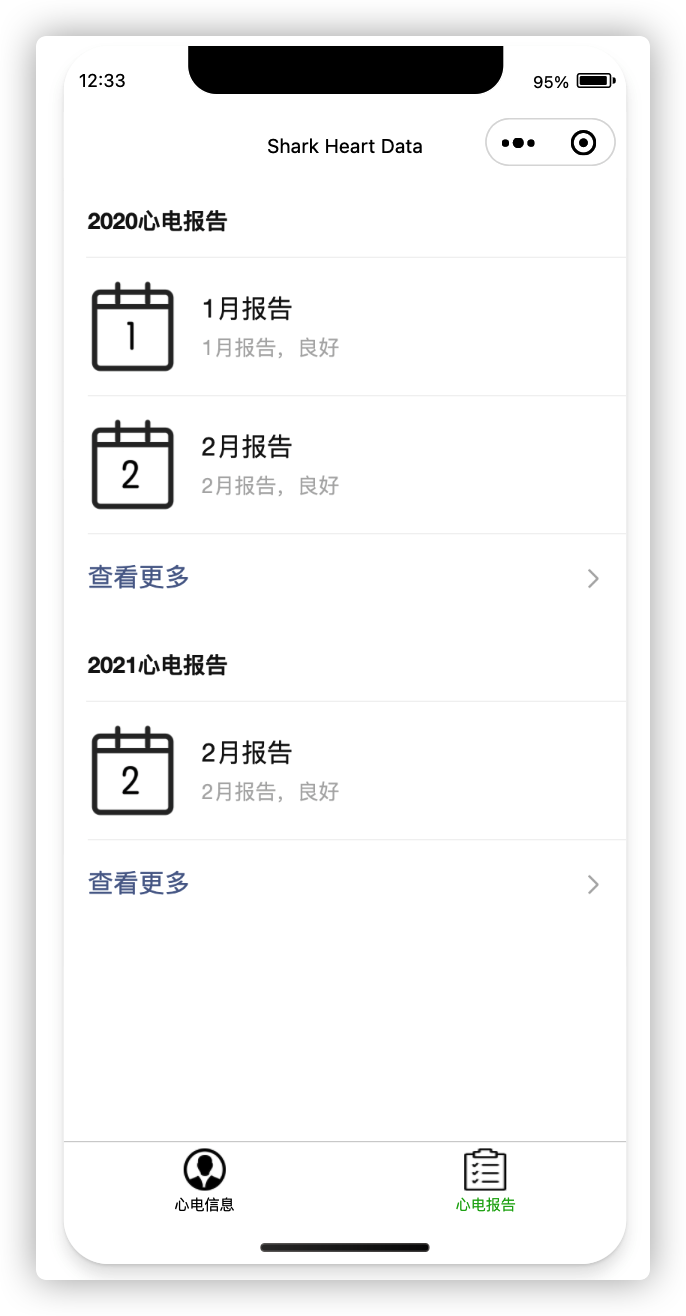 12:33
95%
Shark Heart Data
2020心电报告
1
1月报告
1月报告，良好
2
2月报告
2月报告，良好
查看更多
2021心电报告
2
2月报告
2月报告，良好
查看更多
心电信息
心电报告